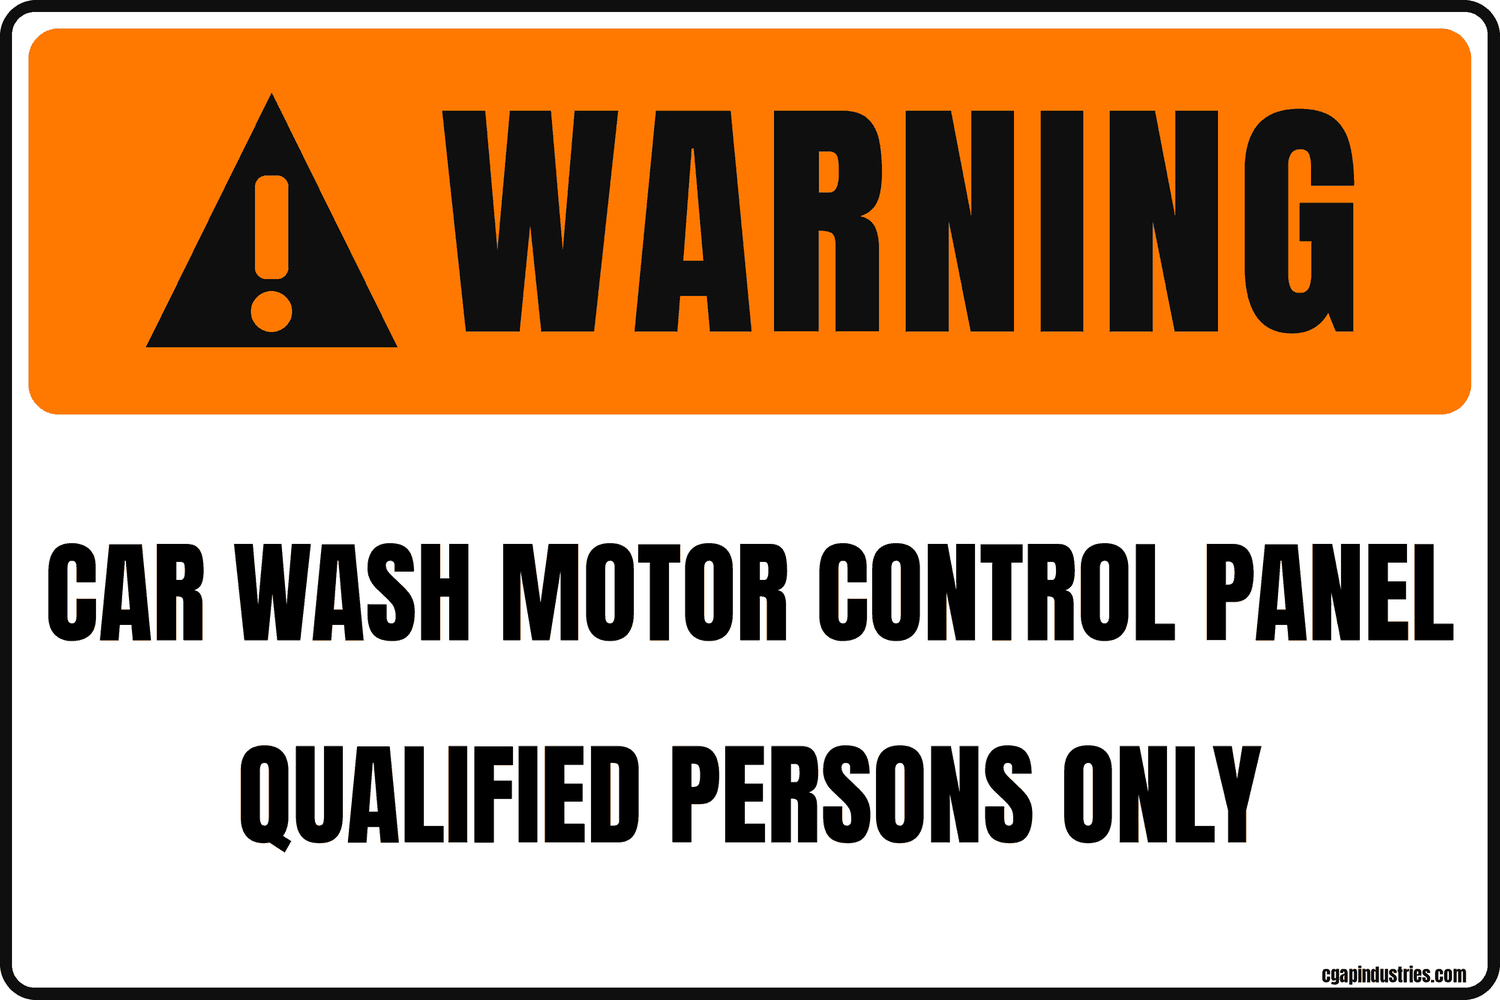 WARNING
CAR WASH MOTOR CONTROL PANEL
QUALIFIED PERSONS ONLY
cgapindustries.com